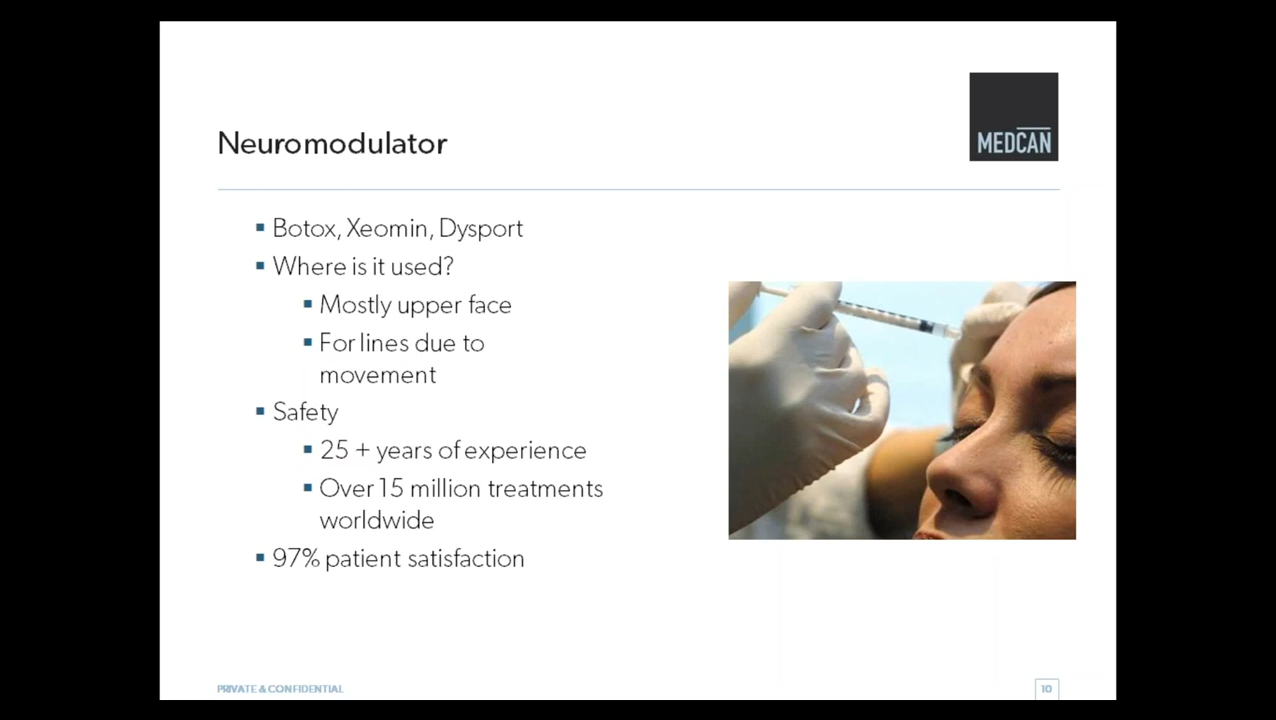 MEDCAN
Neuromodulator
Botox, Xeomin, Dysport
Where is it used?
Mostly upper face
For lines due to
movement
Safety
25 + years of experience
Over 15 million treatments
worldwide
97% patient satisfaction
PRIVATE & CONFIDENTIAL
10